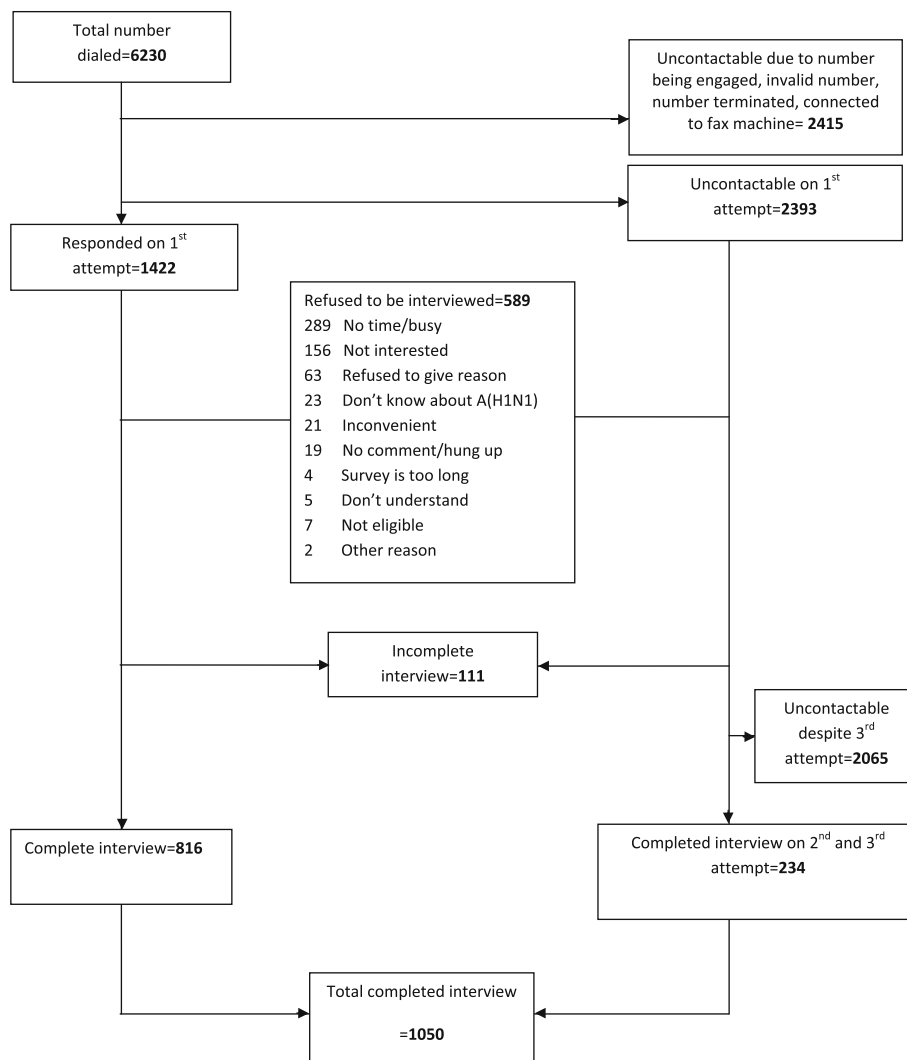 Total number
dialed=6230
Uncontactable due to number
being engaged, invalid number,
number terminated, connected
to fax machine= 2415
Uncontactable on 1st
attempt=2393
Responded on 1st
attempt=1422
Refused to be interviewed=589
289 No time/busy
156 Not interested
63 Refused to give reason
23 Don't know about A(H1N1)
21 Inconvenient
19 No comment/hung up
4 Survey is too long
5 Don't understand
7 Not eligible
2 Other reason
Incomplete
interview=111
Uncontactable
despite 3rd
attempt=2065
Complete interview=816
Completed interview on 2nd and 3rd
attempt=234
Total completed interview
=1050